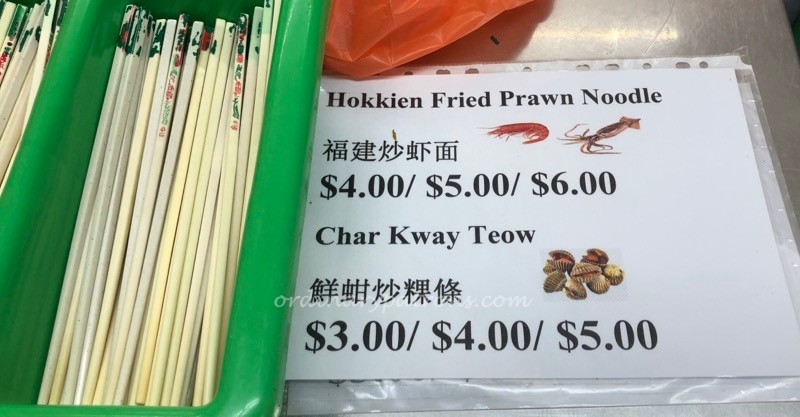 Hokkien Fried Prawn Noodle
福建炒虾面
$4.00/ $5.00/ $6.00
Char Kway Teow
鮮蚶炒粿條
$3.00/ $4.00/ $5.00